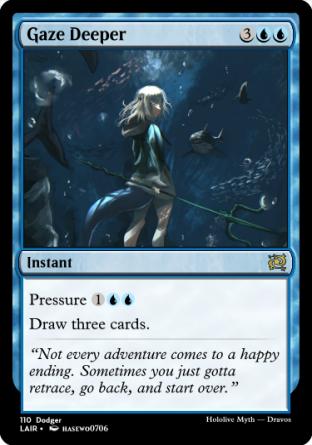 Gaze Deeper 3
Instant
Pressure 1
Draw three cards.
“Not every adventure comes to a happy
ending. Sometimes you just gotta
retrace, go back, and start over.”
110 Dodger Hololive Myth — Dravos
LAIR • HASEWO0706